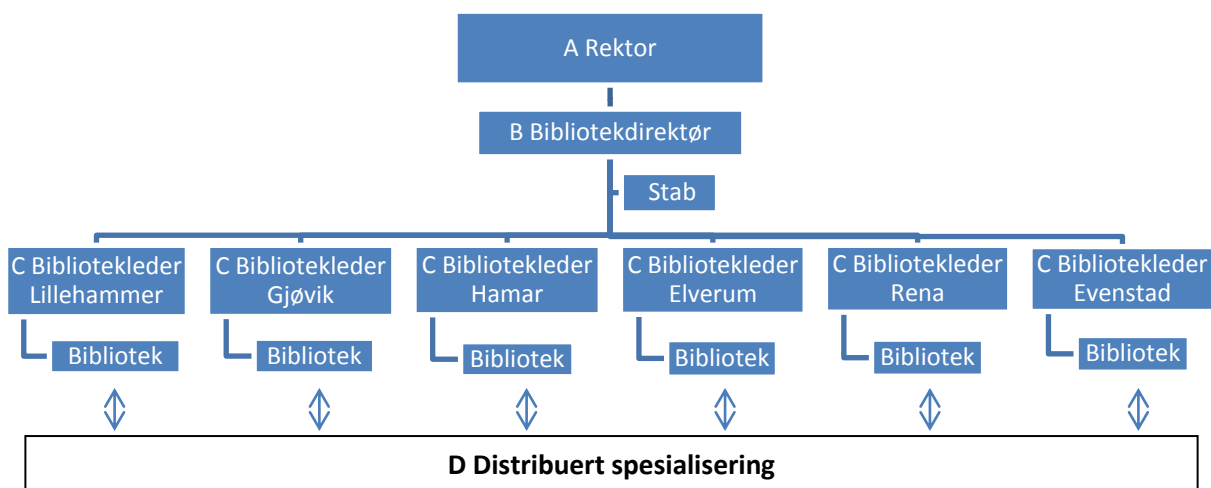 A Rektor
B Bibliotekdirektør
Stab
C Bibliotekleder
Lillehammer
C Bibliotekleder
Gjøvik
C Bibliotekleder
Hamar
C Bibliotekleder
Elverum
C Bibliotekleder
Rena
C Bibliotekleder
Evenstad
Bibliotek
Bibliotek
Bibliotek
Bibliotek
Bibliotek
Bibliotek
D Distribuert spesialisering